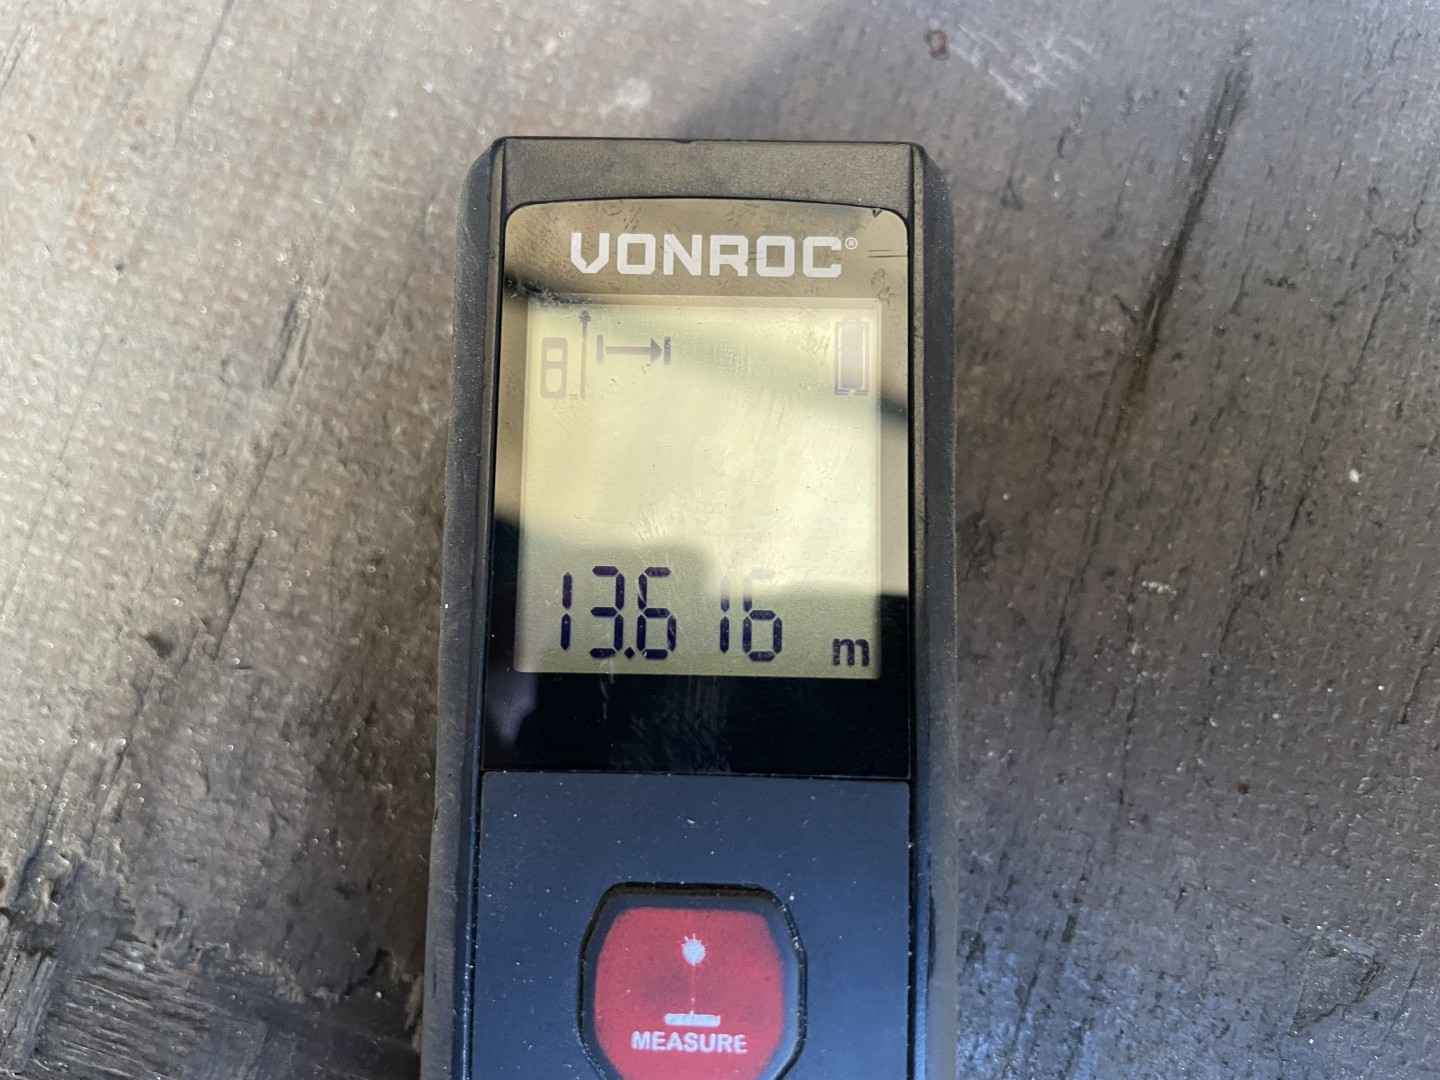 VONROC®
13.616 m
MEASURE